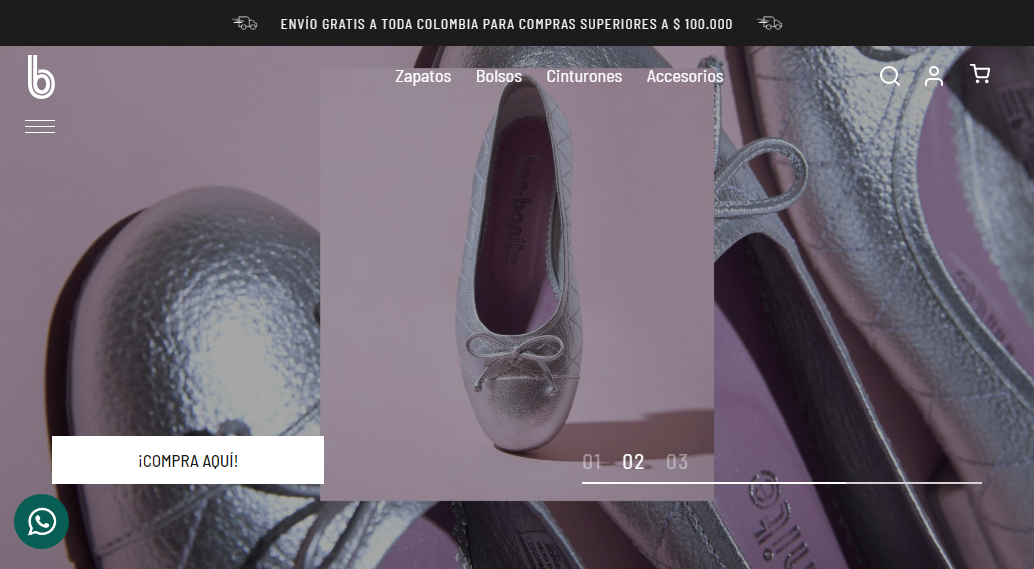 ENVÍO GRATIS A TODA COLOMBIA PARA COMPRAS SUPERIORES A $ 100.000
b
Zapatos Bolsos Cinturones Accesorios
¡COMPRA AQUÍ!
01 02 03